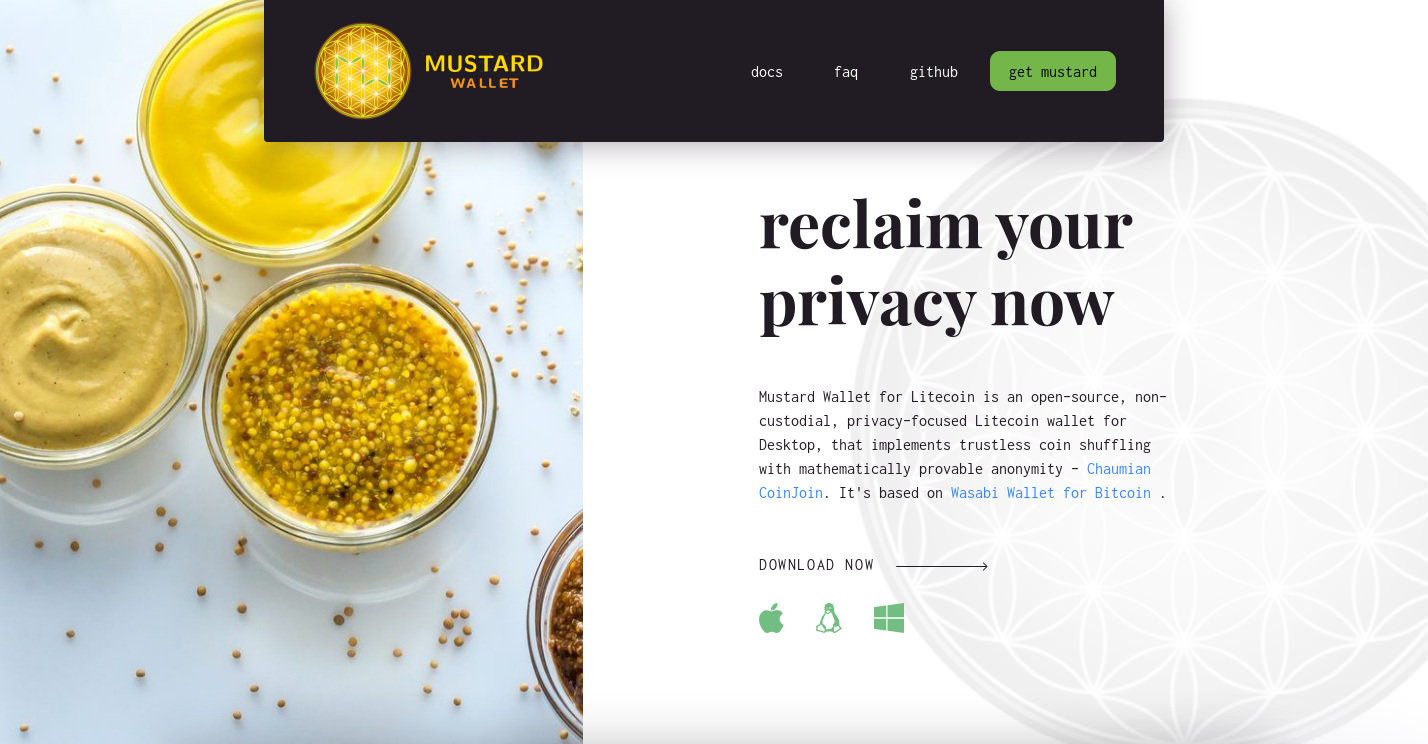 MUSTARD
WALLET
docs faq github get mustard
reclaim your
privacy now
Mustard Wallet for Litecoin is an open-source, non-
custodial, privacy-focused Litecoin wallet for
Desktop, that implements trustless coin shuffling
with mathematically provable anonymity - Chaumian
CoinJoin. It's based on Wasabi Wallet for Bitcoin .
DOWNLOAD NOW